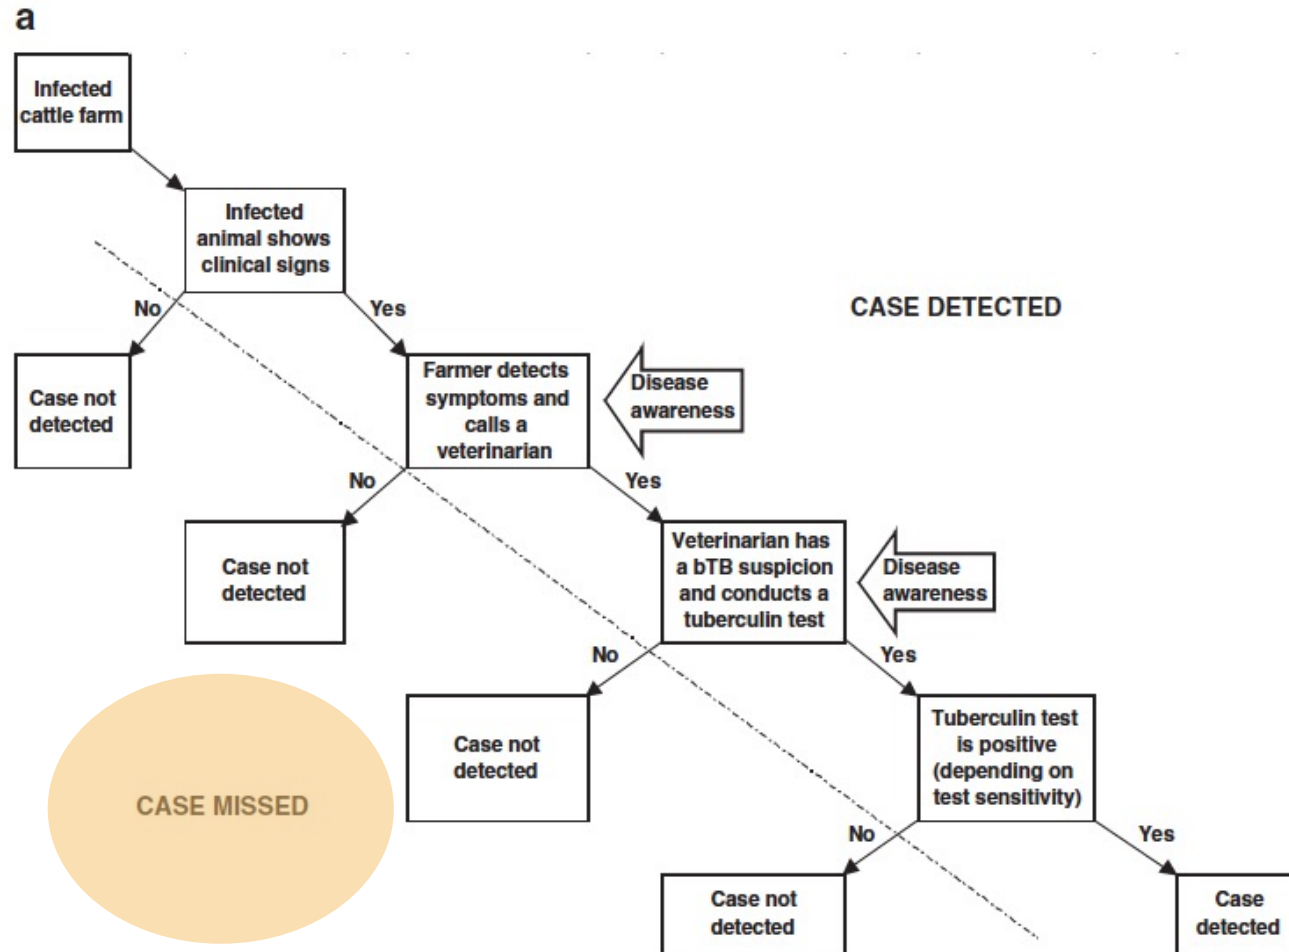 a
Infected
cattle farm
Infected
animal shows
clinical signs
No
Yes
CASE DETECTED
Case not
detected
Farmer detects
symptoms and
calls a
veterinarian
Disease
awareness
No
Yes
Case not
detected
Veterinarian has
a bTB suspicion
and conducts a
tuberculin test
Disease
awareness
No
Yes
Case not
detected
Tuberculin test
is positive
(depending on
test sensitivity)
CASE MISSED
No
Yes
Case not
detected
Case
detected